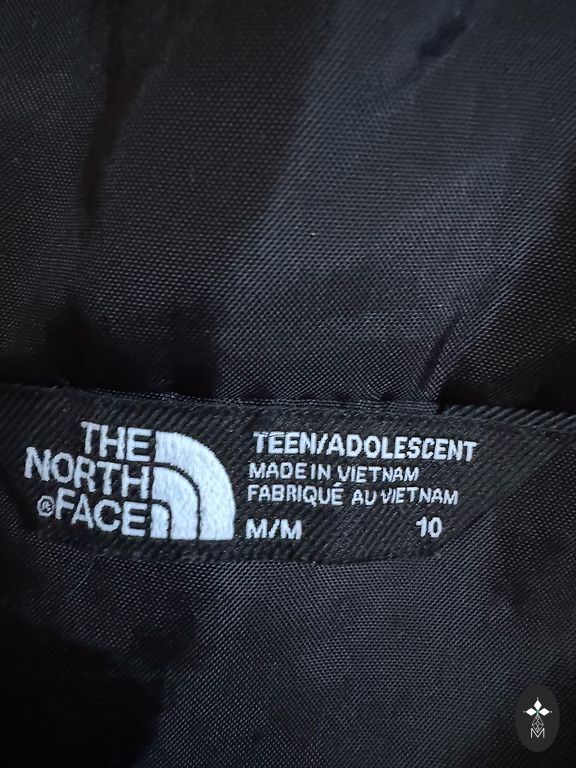 THE
NORTH
®FACE
TEEN/ADOLESCENT
MADE IN VIETNAM
FABRIQUÉ AU VIETNAM
M/M 10
M